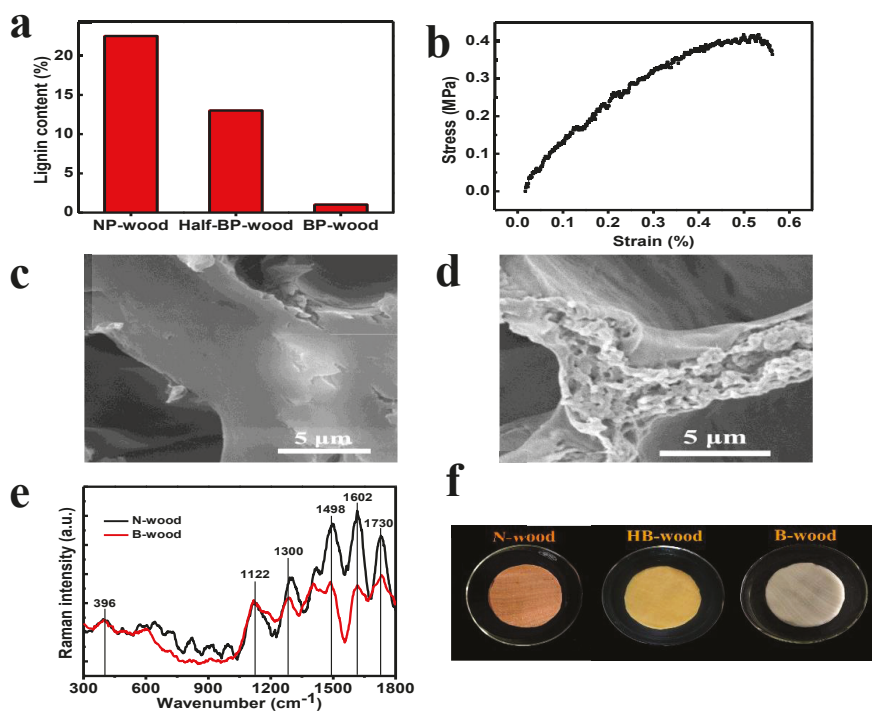 a
Lignin content (%)
20
15
10
5
0
NP-wood Half-BP-wood BP-wood
b
Stress (MPa)
0.4
0.3
0.2
0.1
0.0
0.0 0.1 0.2 0.3 0.4 0.5 0.6
Strain (%)
c
5 μm
d
5 μm
e
Raman intensity (a.u.)
N-wood
B-wood
396
1122
1300
1498
1602
1730
300 600 900 1200 1500 1800
Wavenumber (cm-1)
f
N-wood
HB-wood
B-wood